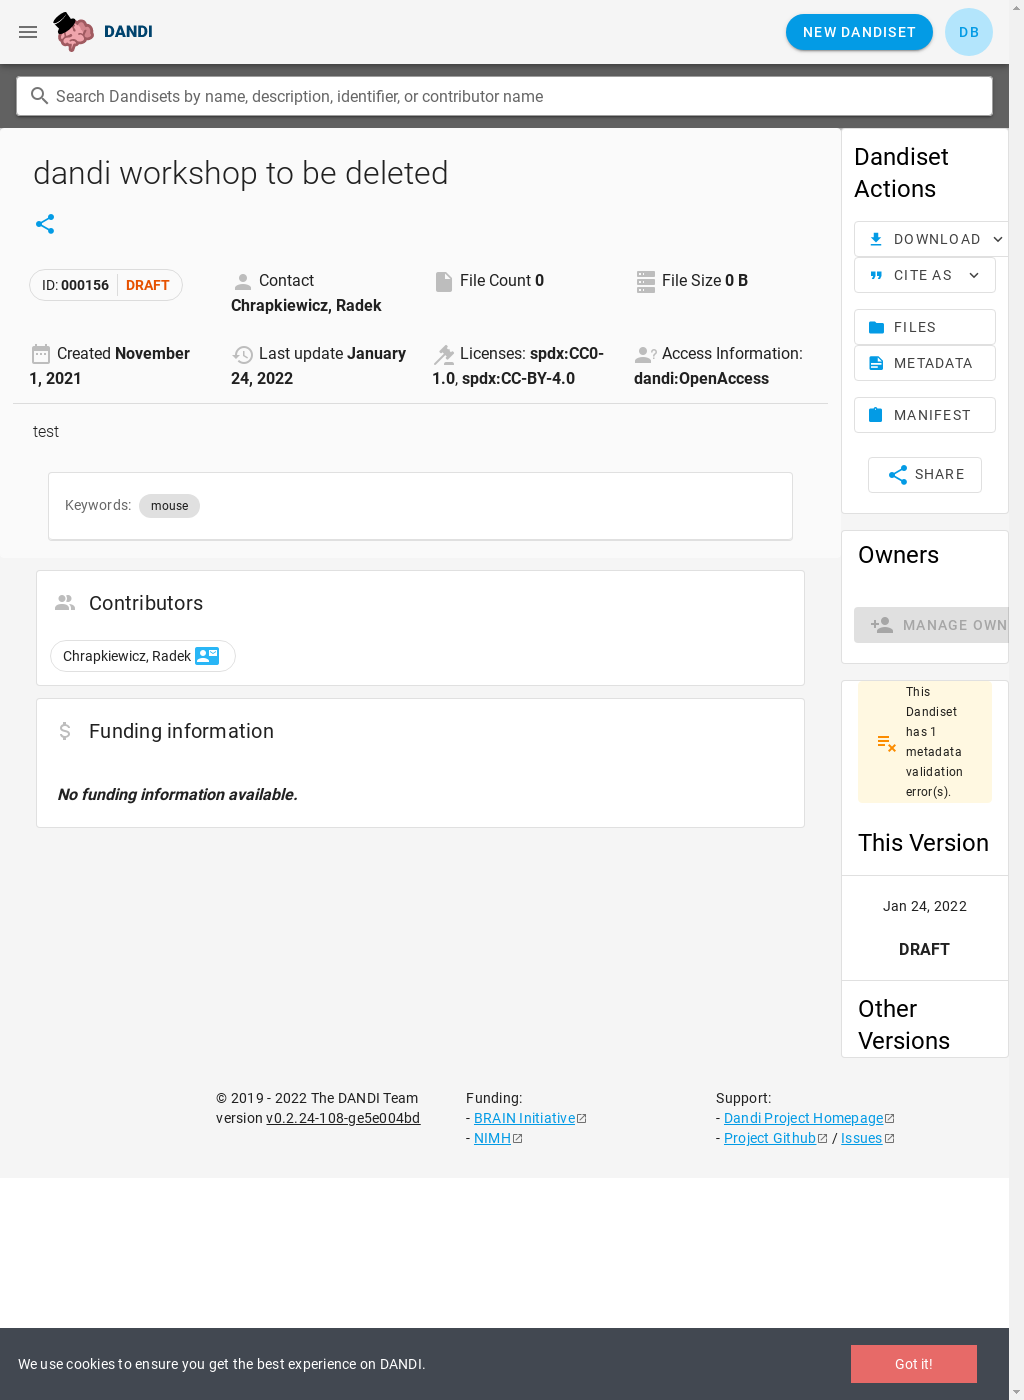 DANDI
NEW DANDISET
DB
Search Dandisets by name, description, identifier, or contributor name
dandi workshop to be deleted
ID: 000156 DRAFT
Contact
Chrapkiewicz, Radek
File Count 0
File Size 0 B
Created November
1, 2021
Last update January
24, 2022
Licenses: spdx:CC0-
1.0, spdx:CC-BY-4.0
Access Information:
dandi:OpenAccess
test
Keywords: mouse
Contributors
Chrapkiewicz, Radek
Funding information
No funding information available.
Dandiset
Actions
DOWNLOAD
CITE AS
FILES
METADATA
MANIFEST
SHARE
Owners
MANAGE OWN
This
Dandiset
has 1
metadata
validation
error(s).
This Version
Jan 24, 2022
DRAFT
Other
Versions
© 2019 - 2022 The DANDI Team
version v0.2.24-108-ge5e004bd
Funding:
- BRAIN Initiative
- NIMH
Support:
- Dandi Project Homepage
- Project Github / Issues
We use cookies to ensure you get the best experience on DANDI.
Got it!